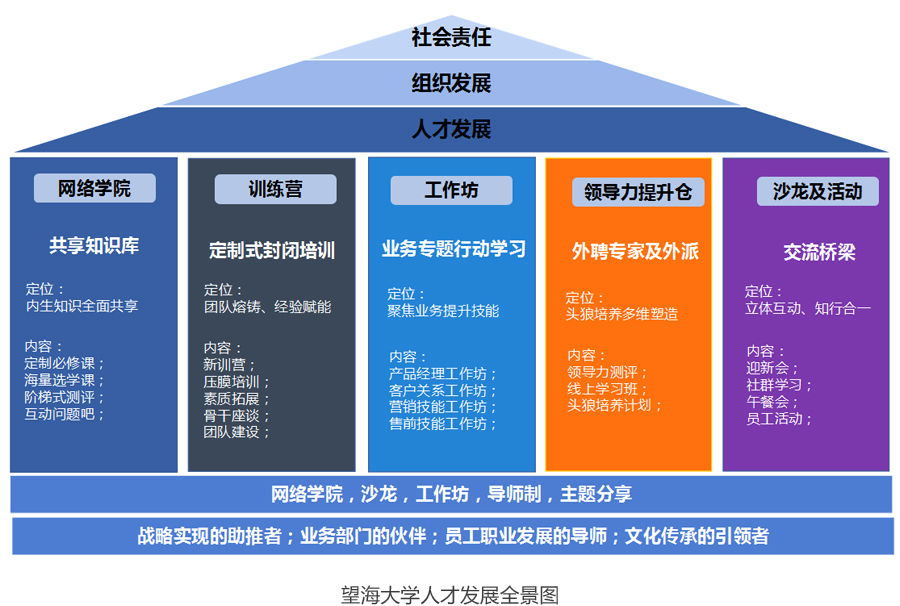 社会责任
组织发展
人才发展
网络学院
共享知识库
定位：
内生知识全面共享
内容：
定制必修课；
海量选学课；
阶梯式测评；
互动问题吧；
训练营
定制式封闭培训
定位：
团队熔铸、经验赋能
内容：
新训营；
压膜培训；
素质拓展；
骨干座谈；
团队建设；
工作坊
业务专题行动学习
定位：
聚焦业务提升技能
内容：
产品经理工作坊；
客户关系工作坊；
营销技能工作坊；
售前技能工作坊；
领导力提升仓
外聘专家及外派
定位：
头狼培养多维塑造
内容：
领导力测评；
线上学习班；
头狼培养计划；
沙龙及活动
交流桥梁
定位：
立体互动、知行合一
内容：
迎新会；
社群学习；
午餐会；
员工活动；
网络学院，沙龙，工作坊，导师制，主题分享
战略实现的助推者；业务部门的伙伴；员工职业发展的导师；文化传承的引领者
望海大学人才发展全景图